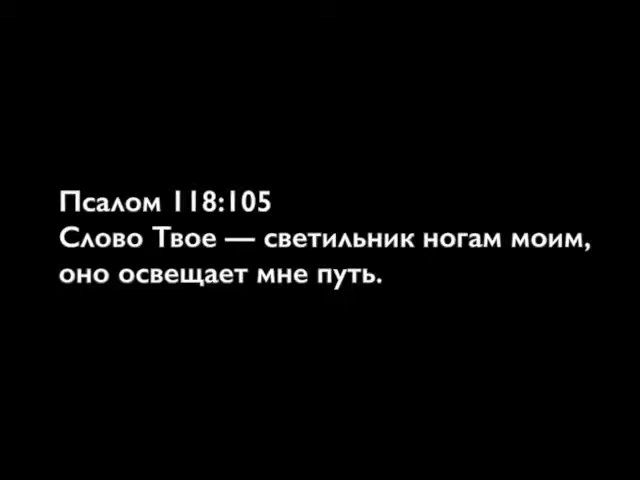 Псалом 118:105
Слово Твое — светильник ногам моим,
оно освещает мне путь.